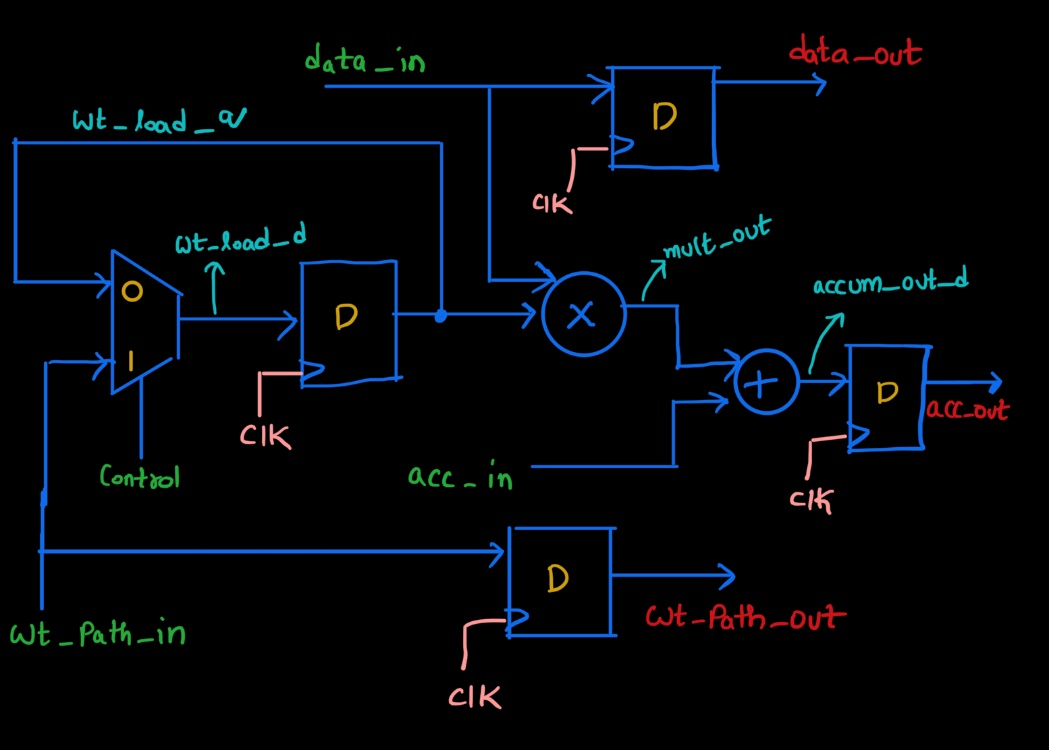 data_in
data_out
wt_load_q
D
clk
wt_load_d
mult_out
0
D
X
accum_out_d
1
+
D
clk
acc_out
Control
acc_in
clk
D
wt_Path_in
wt_Path_out
clk